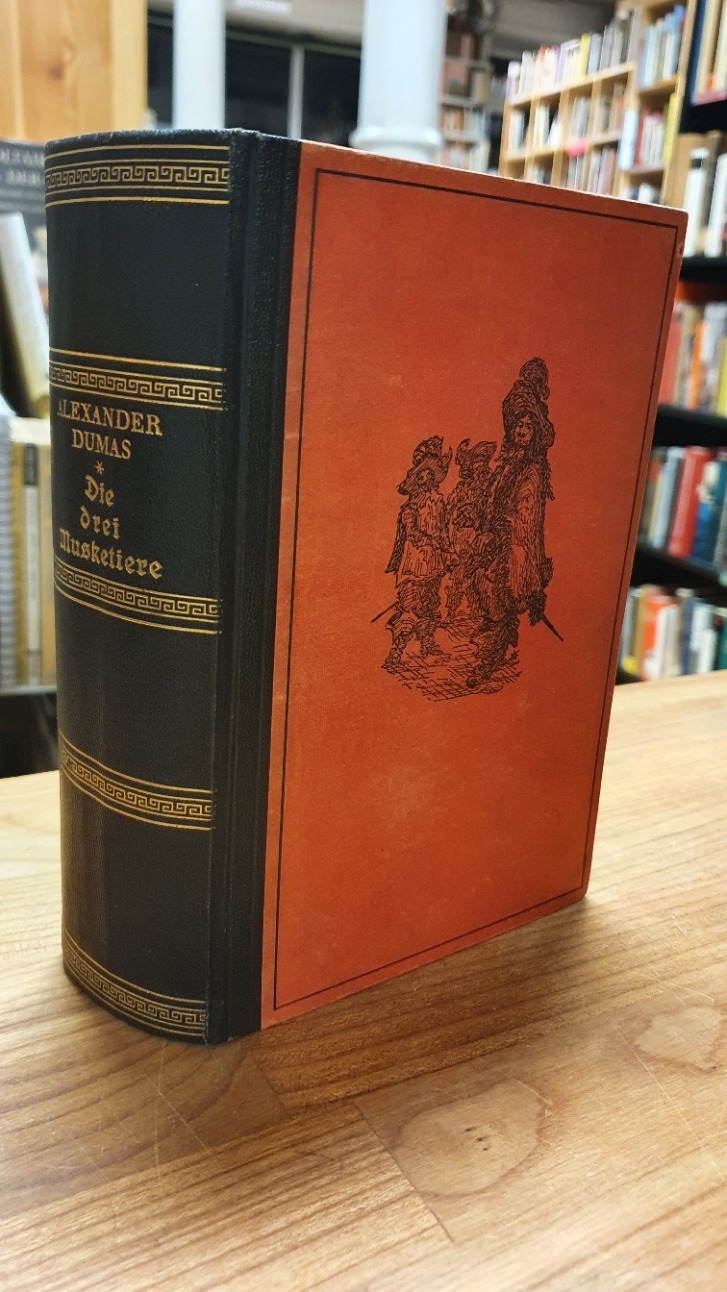 ALEXANDER
DUMAS
*
Die
drei
Musketiere